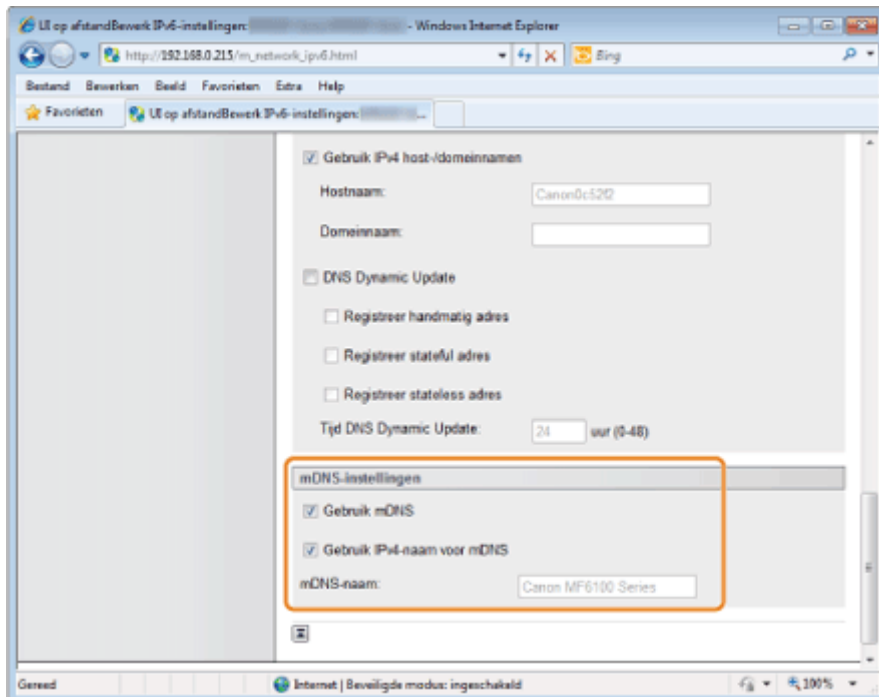 UI op afstandBewerk IPv6-instellingen: - Windows Internet Explorer
http://192.168.0.215/m_network_ipv6.html
Bing
Bestand Bewerken Beeld Favorieten Extra Help
Favorieten UI op afstandBewerk IPv6-instellingen: ...
Gebruik IPv4 host-/domeinnamen
Hostnaam: Canon0c52f2
Domeinnaam:
DNS Dynamic Update
Registreer handmatig adres
Registreer stateful adres
Registreer stateless adres
Tijd DNS Dynamic Update: 24 uur (0-48)
mDNS-instellingen
Gebruik mDNS
Gebruik IPv4-naam voor mDNS
mDNS-naam: Canon MF6100 Series
Gereed Internet | Beveiligde modus: ingeschakeld 100%